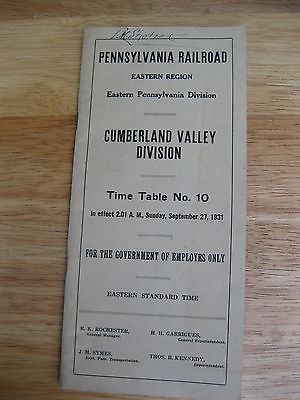 PENNSYLVANIA RAILROAD
EASTERN REGION
Eastern Pennsylvania Division
CUMBERLAND VALLEY
DIVISION
Time Table No. 10
In effect 2.01 A. M., Sunday, September 27, 1931
FOR THE GOVERNMENT OF EMPLOYES ONLY
EASTERN STANDARD TIME
R. K. ROCHESTER,
General Manager.
H. H. GARRIGUES,
General Superintendent.
J. M. SYMES,
Supt. Pass. Transportation.
THOS. B. KENNEDY,
Superintendent.